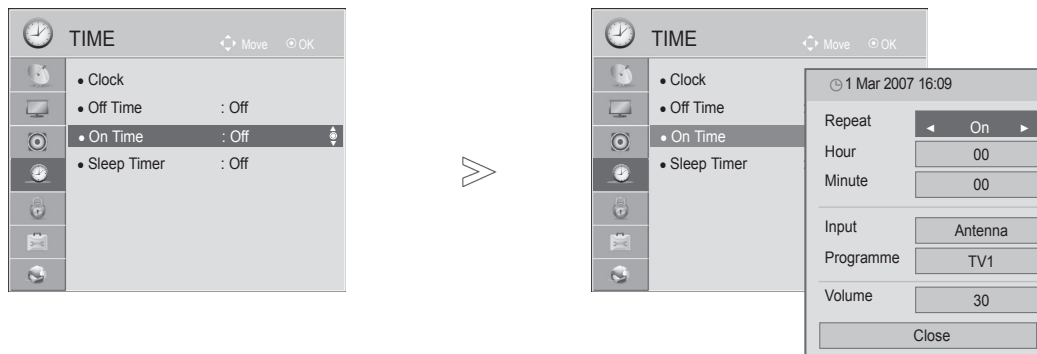 TIME
Move OK
• Clock
• Off Time : Off
• On Time : Off
• Sleep Timer : Off
TIME
Move OK
• Clock
• Off Time :
• On Time
• Sleep Timer :
1 Mar 2007 16:09
Repeat ◄ On ►
Hour 00
Minute 00
Input Antenna
Programme TV1
Volume 30
Close